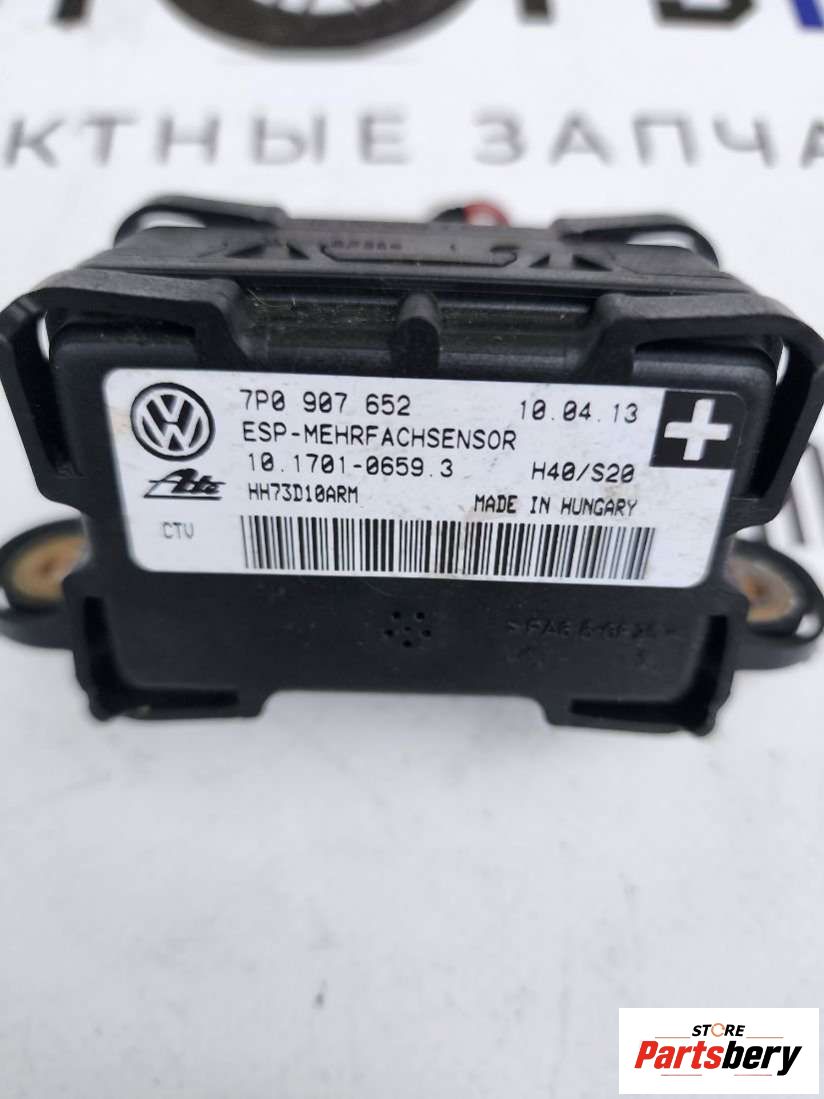 КТНЫЕ ЗАПЧА
7P0 907 652 10.04.13
ESP-MEHRFACHSENSOR
10.1701-0659.3 H40/S20
Ate HH73D10ARM MADE IN HUNGARY
CTV
STORE
Partsbery